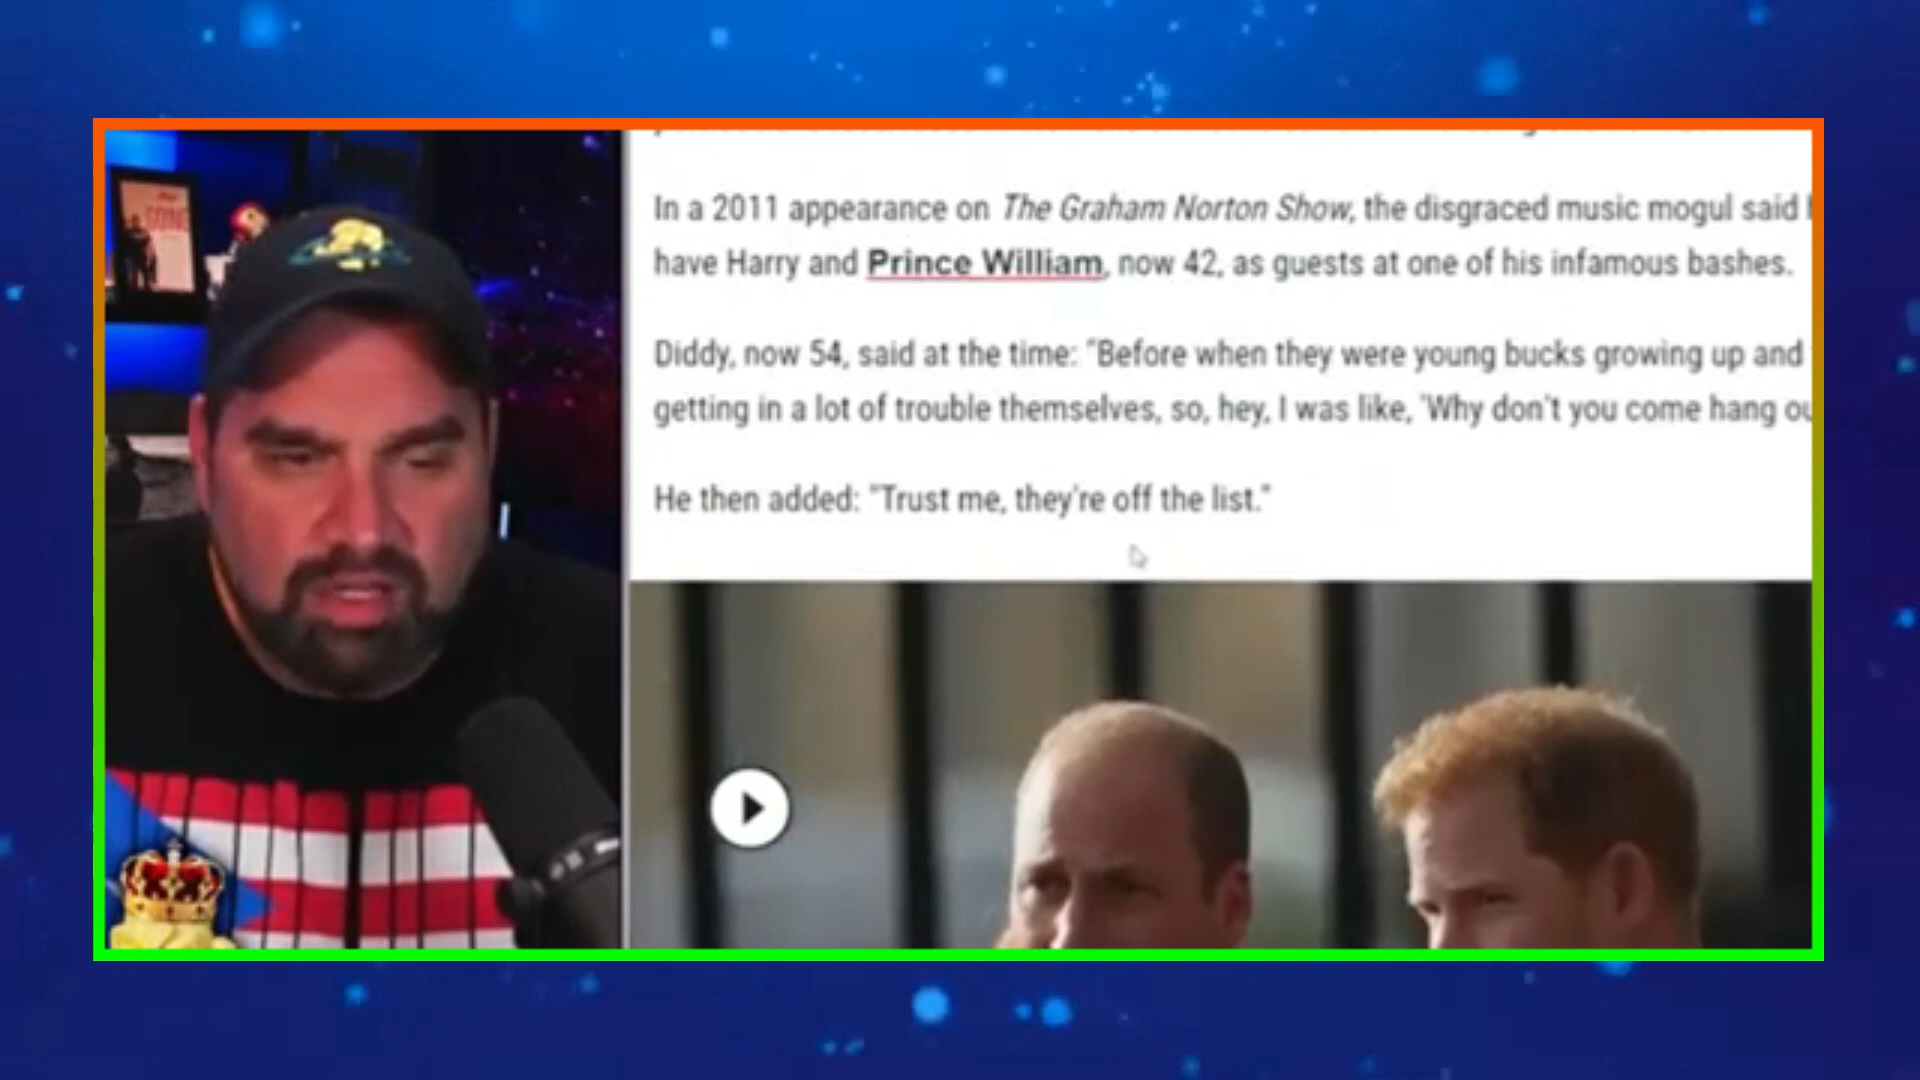 GONE
In a 2011 appearance on The Graham Norton Show, the disgraced music mogul said
have Harry and Prince William, now 42, as guests at one of his infamous bashes.
Diddy, now 54, said at the time: "Before when they were young bucks growing up and
getting in a lot of trouble themselves, so, hey, I was like, 'Why don't you come hang ou
He then added: "Trust me, they're off the list."